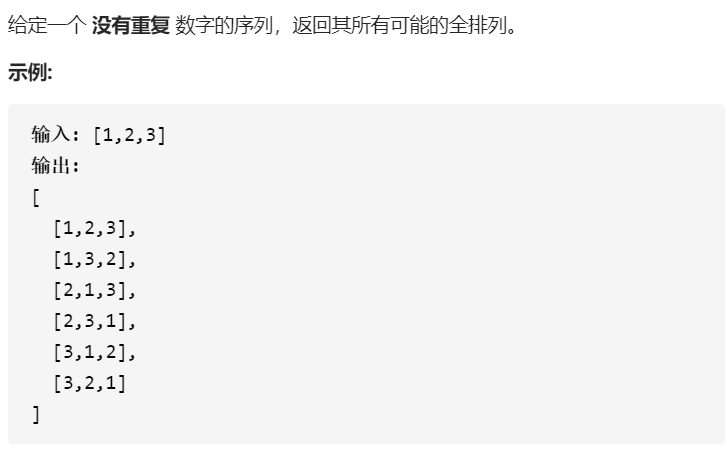 给定一个 没有重复 数字的序列，返回其所有可能的全排列。
示例:
输入: [1,2,3]
输出:
[
  [1,2,3],
  [1,3,2],
  [2,1,3],
  [2,3,1],
  [3,1,2],
  [3,2,1]
]